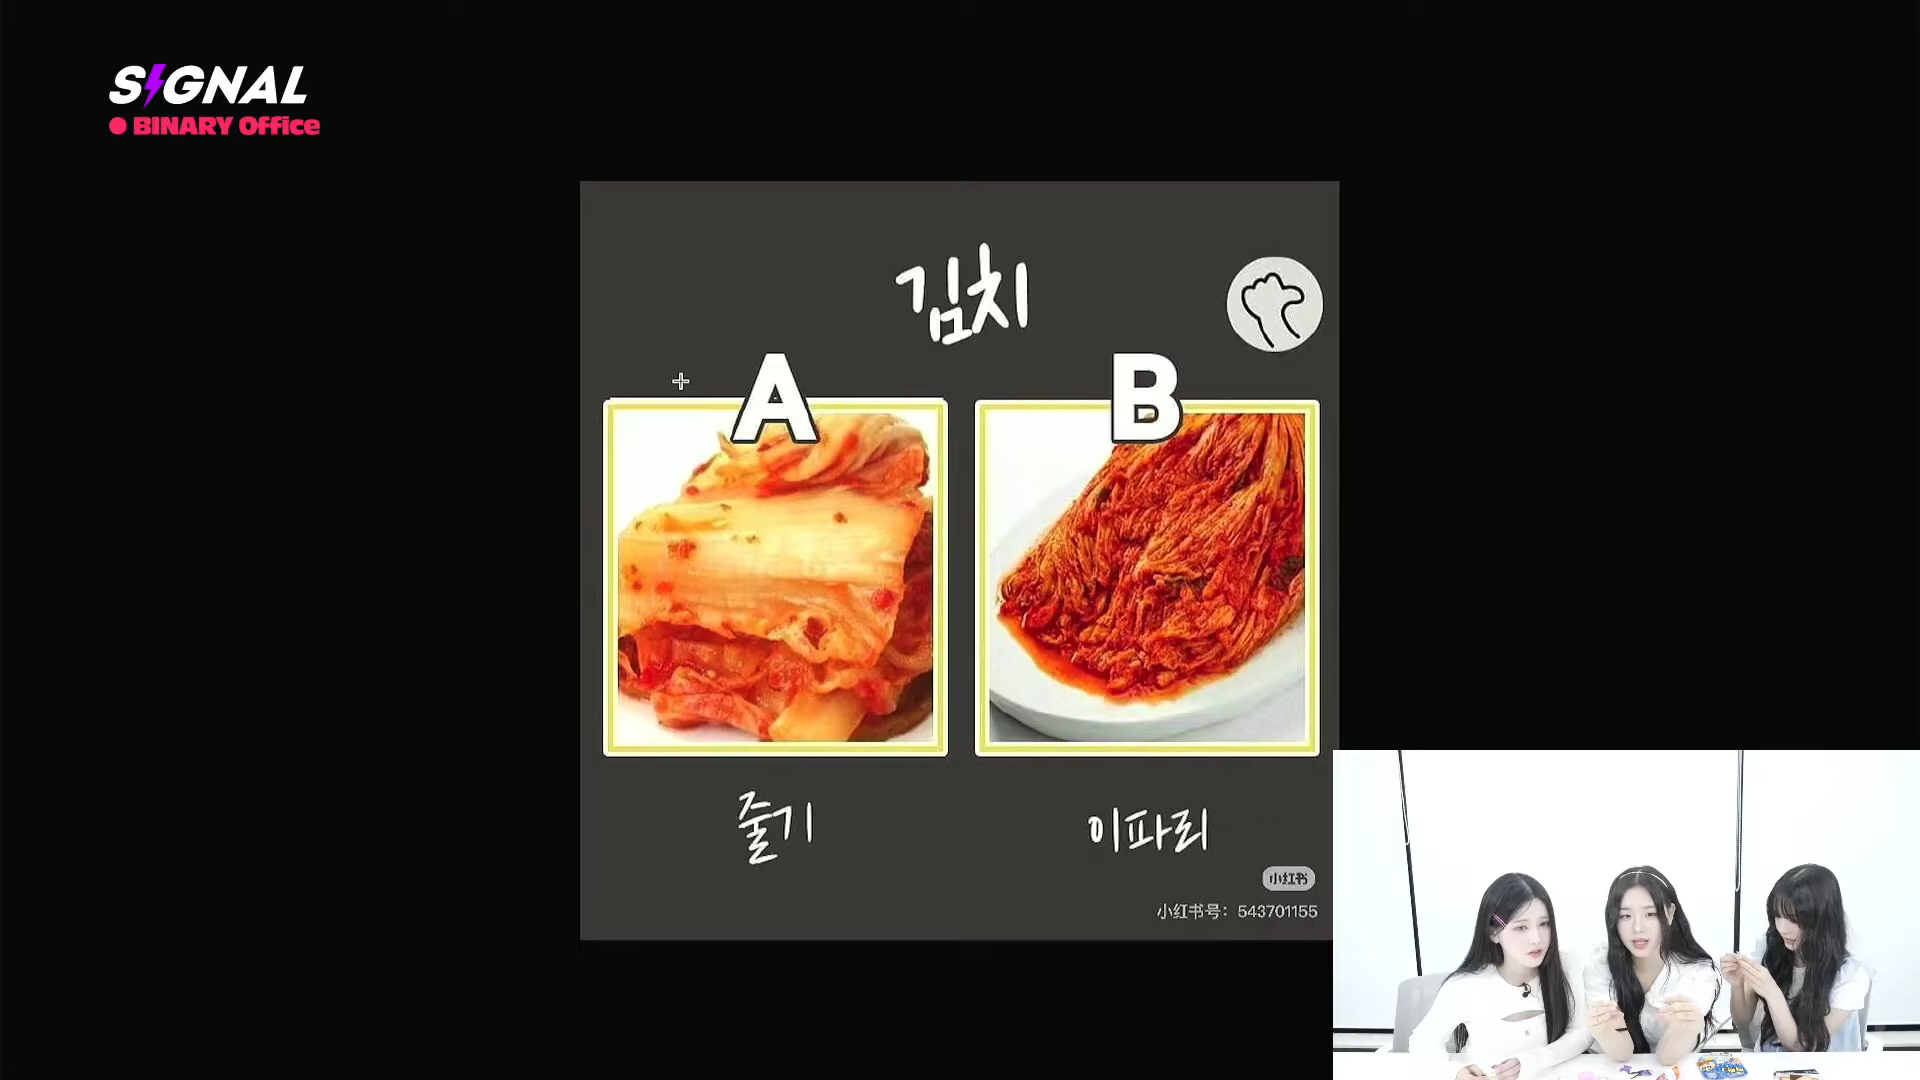 SIGNAL
BINARY Office
김치
A
B
줄기
이파리
小红书
小红书号：543701155